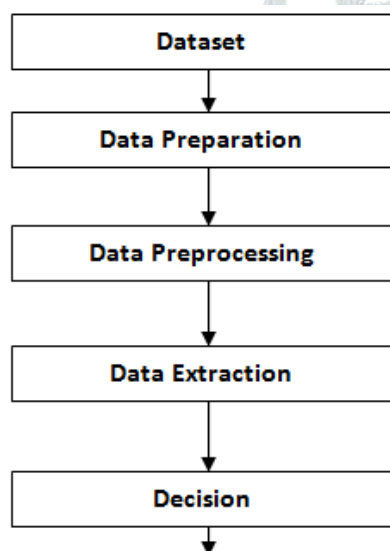 Dataset
Data Preparation
Data Preprocessing
Data Extraction
Decision